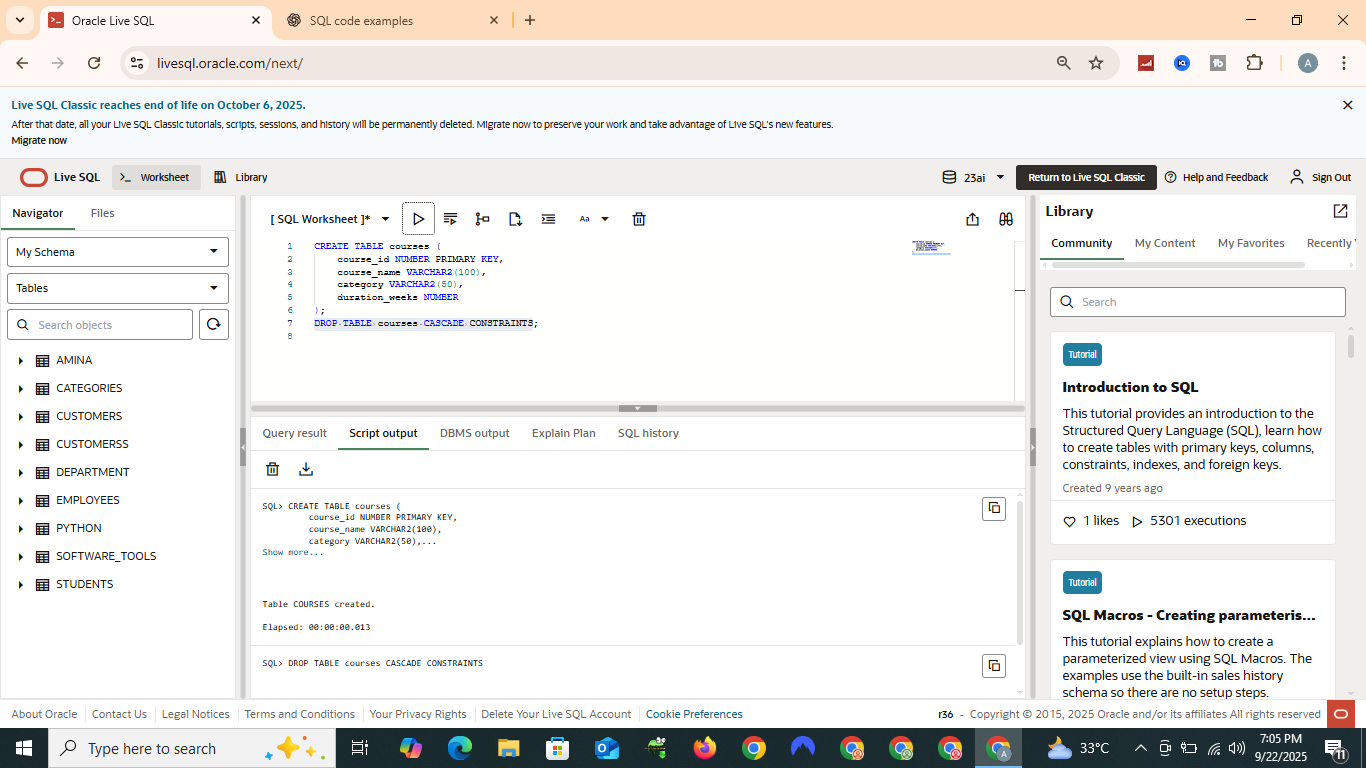 Oracle Live SQL
SQL code examples
livesql.oracle.com/next/
A
Live SQL Classic reaches end of life on October 6, 2025.
After that date, all your Live SQL Classic tutorials, scripts, sessions, and history will be permanently deleted. Migrate now to preserve your work and take advantage of Live SQL's new features.
Migrate now
Live SQL
>_ Worksheet
Library
23ai
Return to Live SQL Classic
Help and Feedback
Sign Out
Navigator
Files
My Schema
Tables
Search objects
AMINA
CATEGORIES
CUSTOMERS
CUSTOMERSS
DEPARTMENT
EMPLOYEES
PYTHON
SOFTWARE_TOOLS
STUDENTS
[ SQL Worksheet ]*
Aa
1 CREATE TABLE courses (
2 course_id NUMBER PRIMARY KEY,
3 course_name VARCHAR2(100),
4 category VARCHAR2(50),
5 duration_weeks NUMBER
6 );
7 DROP TABLE courses CASCADE CONSTRAINTS;
8
Query result
Script output
DBMS output
Explain Plan
SQL history
SQL> CREATE TABLE courses (
course_id NUMBER PRIMARY KEY,
course_name VARCHAR2(100),
category VARCHAR2(50),...
Show more...
Table COURSES created.
Elapsed: 00:00:00.013
SQL> DROP TABLE courses CASCADE CONSTRAINTS
Library
Community
My Content
My Favorites
Recently
Search
Tutorial
Introduction to SQL
This tutorial provides an introduction to the
Structured Query Language (SQL), learn how
to create tables with primary keys, columns,
constraints, indexes, and foreign keys.
Created 9 years ago
1 likes
5301 executions
Tutorial
SQL Macros - Creating parameteris...
This tutorial explains how to create a
parameterized view using SQL Macros. The
examples use the built-in sales history
schema so there are no setup steps.
About Oracle
Contact Us
Legal Notices
Terms and Conditions
Your Privacy Rights
Delete Your Live SQL Account
Cookie Preferences
r36 - Copyright © 2015, 2025 Oracle and/or its affiliates All rights reserved
Type here to search
A
33°C
7:05 PM
9/22/2025
11